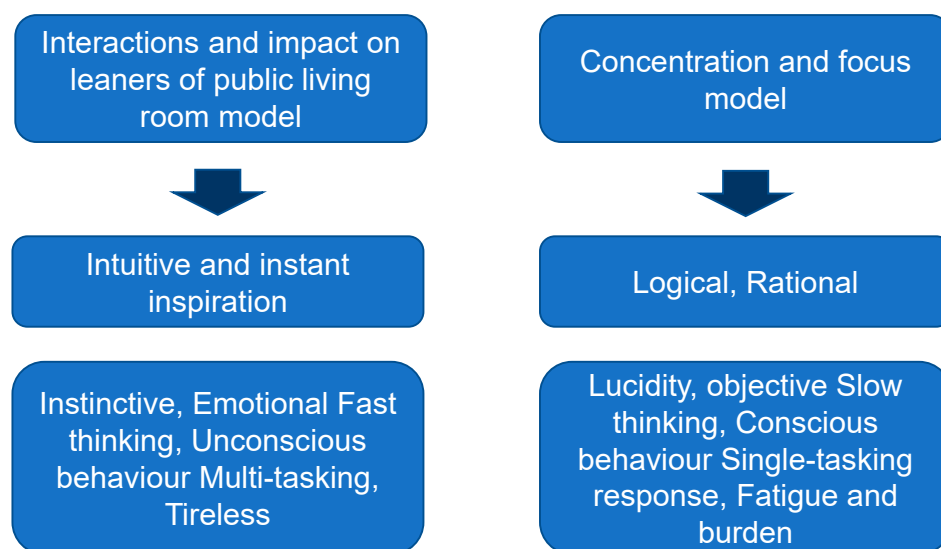 Interactions and impact on
leaners of public living
room model
Concentration and focus
model
Intuitive and instant
inspiration
Logical, Rational
Instinctive, Emotional Fast
thinking, Unconscious
behaviour Multi-tasking,
Tireless
Lucidity, objective Slow
thinking, Conscious
behaviour Single-tasking
response, Fatigue and
burden